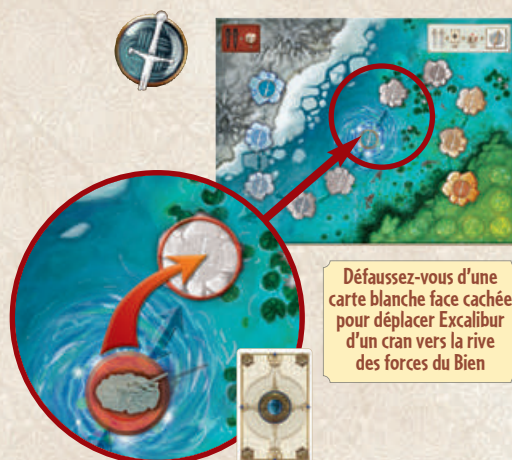 Défaussez-vous d'une
carte blanche face cachée
pour déplacer Excalibur
d'un cran vers la rive
des forces du Bien